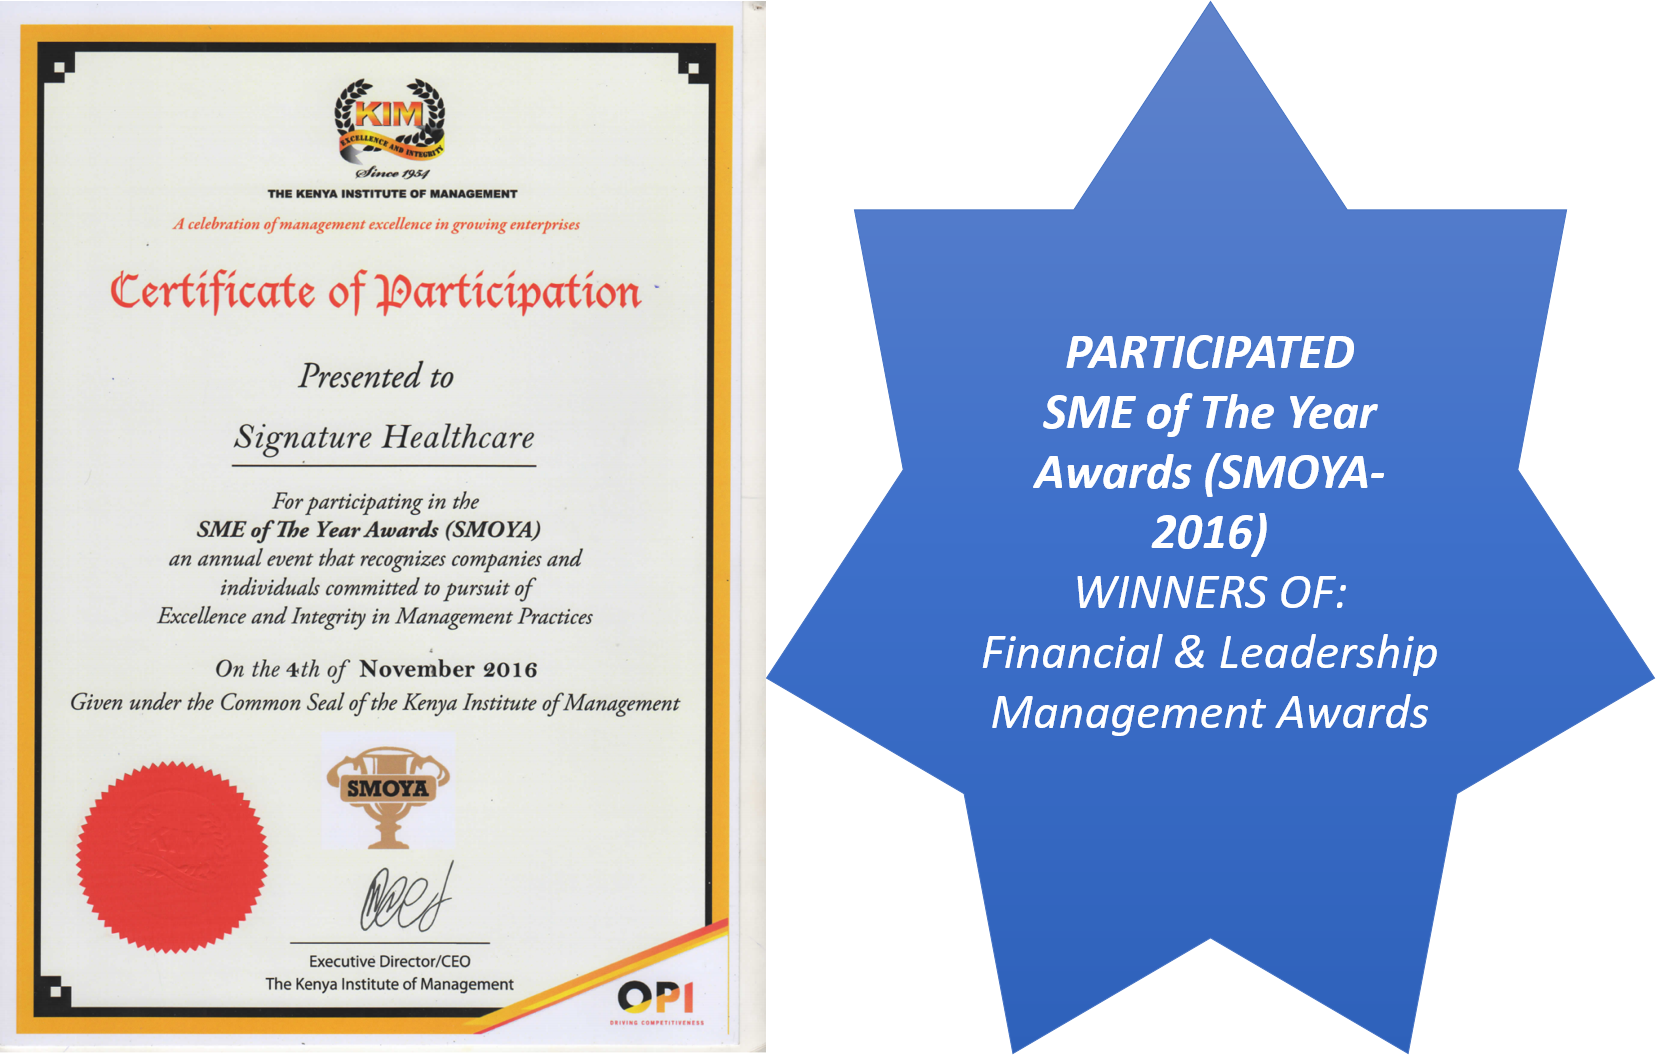 KIM
EXCELLENCE AND INTEGRITY
Since 1954
THE KENYA INSTITUTE OF MANAGEMENT
A celebration of management excellence in growing enterprises
Certificate of Participation
Presented to
Signature Healthcare
For participating in the
SME of The Year Awards (SMOYA)
an annual event that recognizes companies and
individuals committed to pursuit of
Excellence and Integrity in Management Practices
On the 4th of November 2016
Given under the Common Seal of the Kenya Institute of Management
SMOYA
Executive Director/CEO
The Kenya Institute of Management
OPI
DRIVING COMPETITIVENESS
PARTICIPATED
SME of The Year
Awards (SMOYA-
2016)
WINNERS OF:
Financial & Leadership
Management Awards